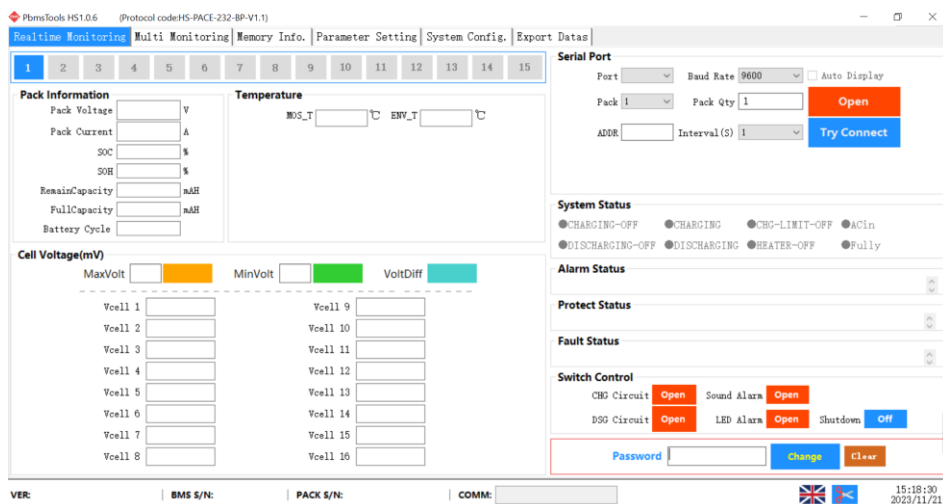 PbmsTools HS1.0.6 (Protocol code:HS-PACE-232-BP-V1.1)
Realtime Monitoring Multi Monitoring Memory Info. Parameter Setting System Config. Export Datas
1 2 3 4 5 6 7 8 9 10 11 12 13 14 15
Pack Information
Pack Voltage V
Pack Current A
SOC %
SOH %
RemainCapacity mAH
FullCapacity mAH
Battery Cycle
Temperature
MOS_T ℃ ENV_T ℃
Cell Voltage(mV)
MaxVolt MinVolt VoltDiff
Vcell 1 Vcell 9
Vcell 2 Vcell 10
Vcell 3 Vcell 11
Vcell 4 Vcell 12
Vcell 5 Vcell 13
Vcell 6 Vcell 14
Vcell 7 Vcell 15
Vcell 8 Vcell 16
Serial Port
Port Baud Rate 9600 Auto Display
Pack 1 Pack Qty 1 Open
ADDR Interval(S) 1 Try Connect
System Status
CHARGING-OFF CHARGING CHG-LIMIT-OFF ACin
DISCHARGING-OFF DISCHARGING HEATER-OFF Fully
Alarm Status
Protect Status
Fault Status
Switch Control
CHG Circuit Open Sound Alarm Open
DSG Circuit Open LED Alarm Open Shutdown Off
Password Change Clear
VER: BMS S/N: PACK S/N: COMM: 15:18:30
2023/11/21